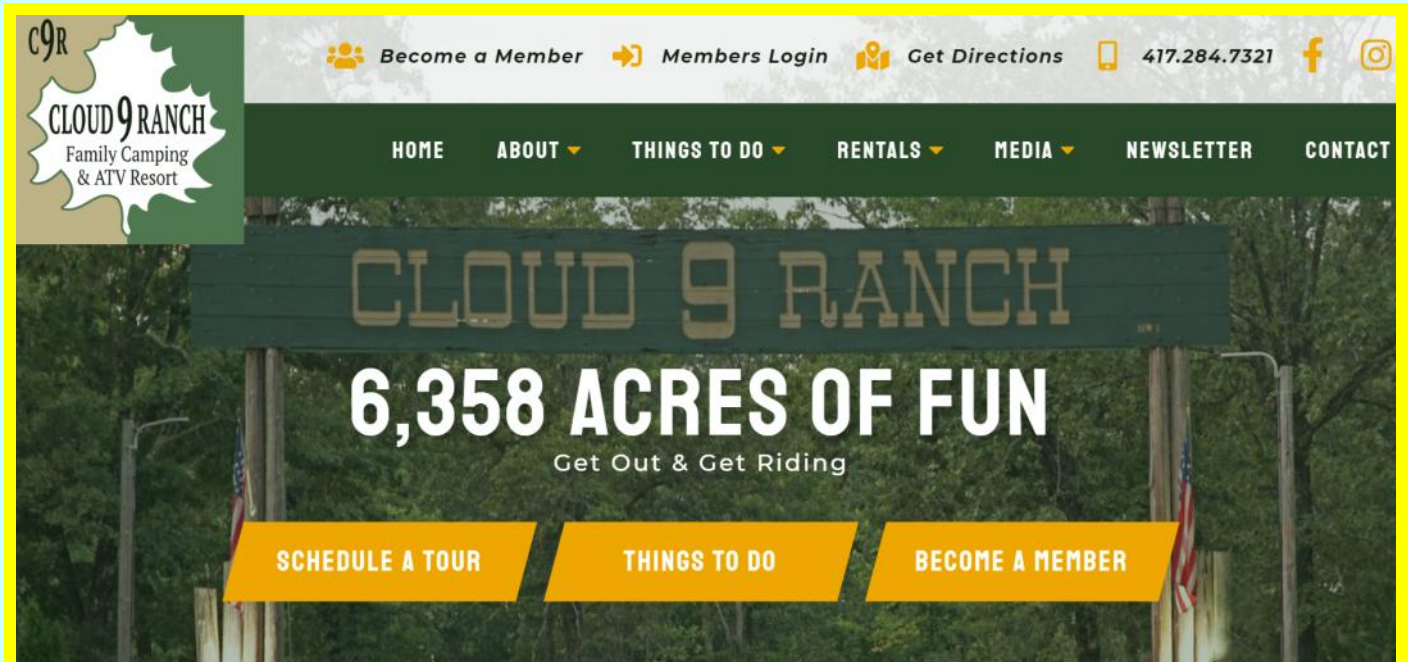 C9R
CLOUD 9 RANCH
Family Camping
& ATV Resort
Become a Member Members Login Get Directions 417.284.7321
HOME ABOUT THINGS TO DO RENTALS MEDIA NEWSLETTER CONTACT
CLOUD 9 RANCH
6,358 ACRES OF FUN
Get Out & Get Riding
SCHEDULE A TOUR THINGS TO DO BECOME A MEMBER